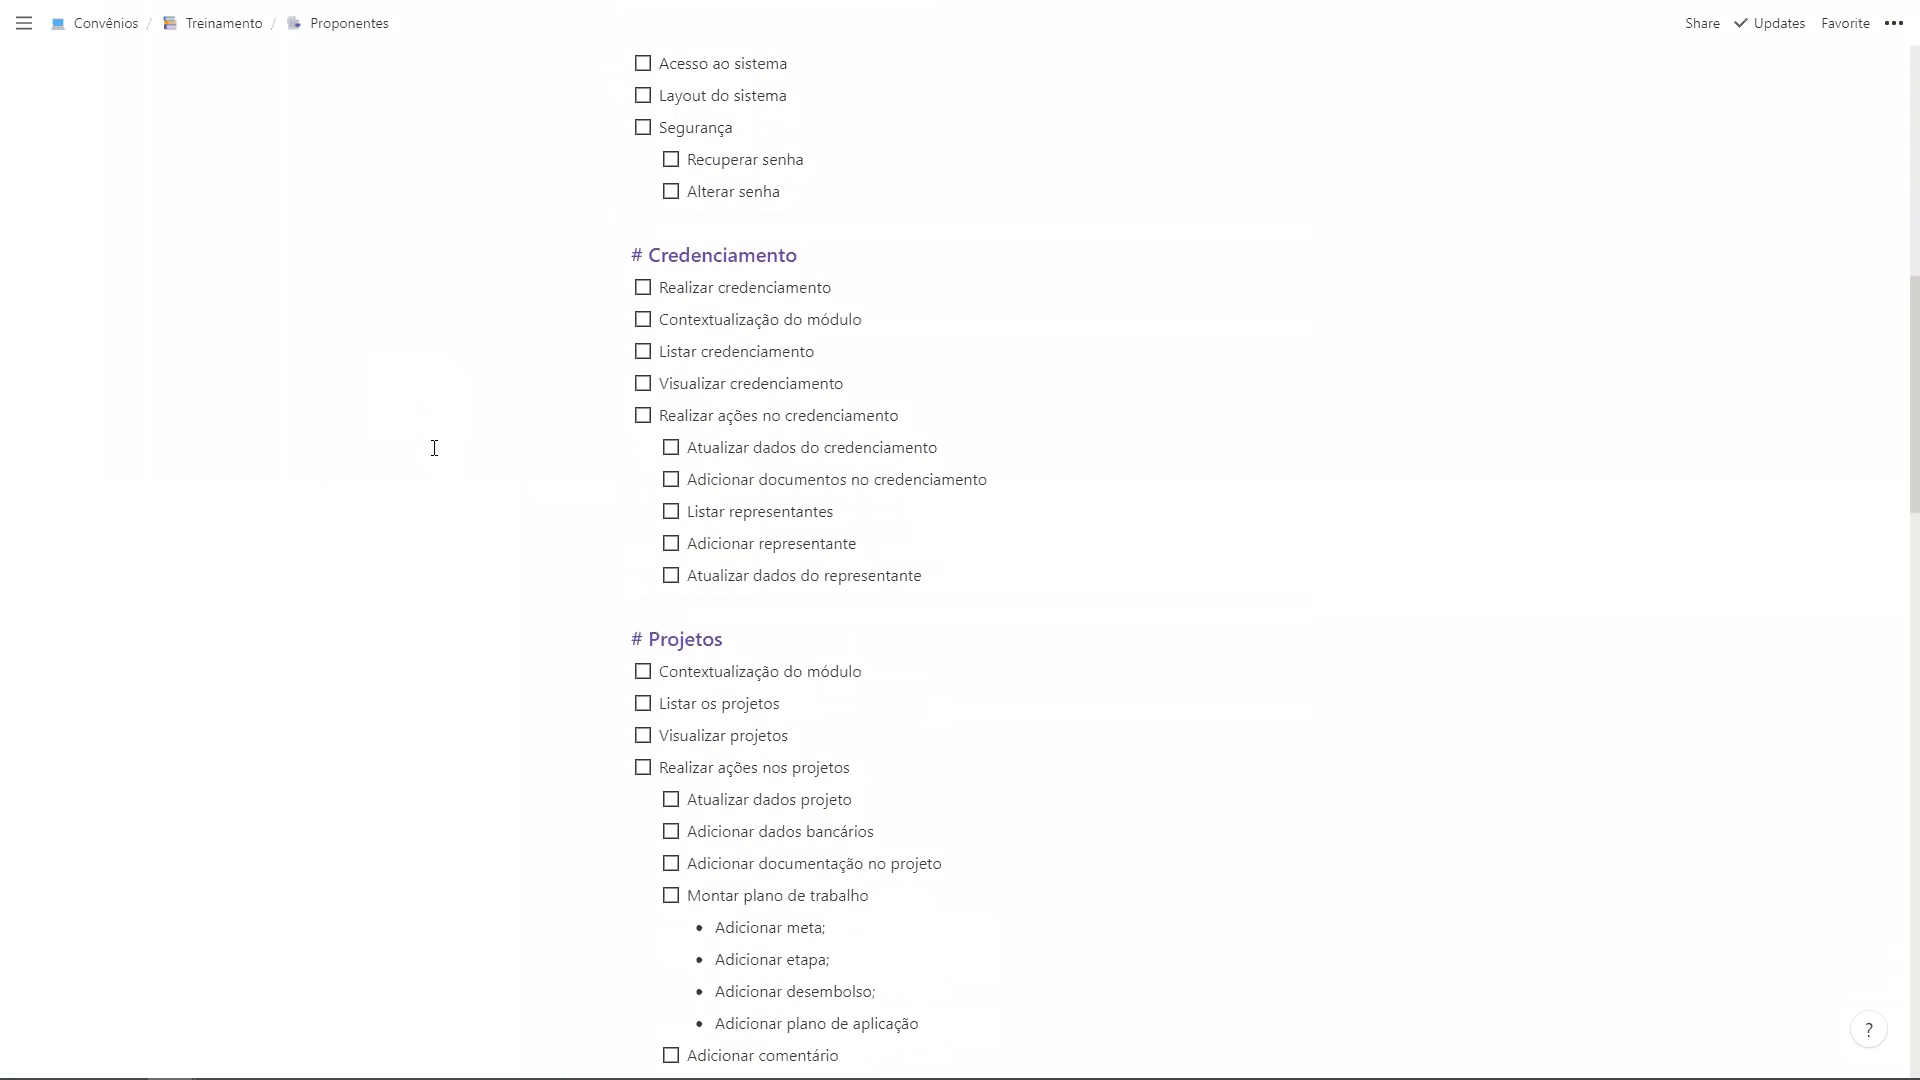 Convênios / Treinamento / Proponentes
Share Updates Favorite •••
Acesso ao sistema
Layout do sistema
Segurança
Recuperar senha
Alterar senha
# Credenciamento
Realizar credenciamento
Contextualização do módulo
Listar credenciamento
Visualizar credenciamento
Realizar ações no credenciamento
Atualizar dados do credenciamento
Adicionar documentos no credenciamento
Listar representantes
Adicionar representante
Atualizar dados do representante
# Projetos
Contextualização do módulo
Listar os projetos
Visualizar projetos
Realizar ações nos projetos
Atualizar dados projeto
Adicionar dados bancários
Adicionar documentação no projeto
Montar plano de trabalho
• Adicionar meta;
• Adicionar etapa;
• Adicionar desembolso;
• Adicionar plano de aplicação
Adicionar comentário
?